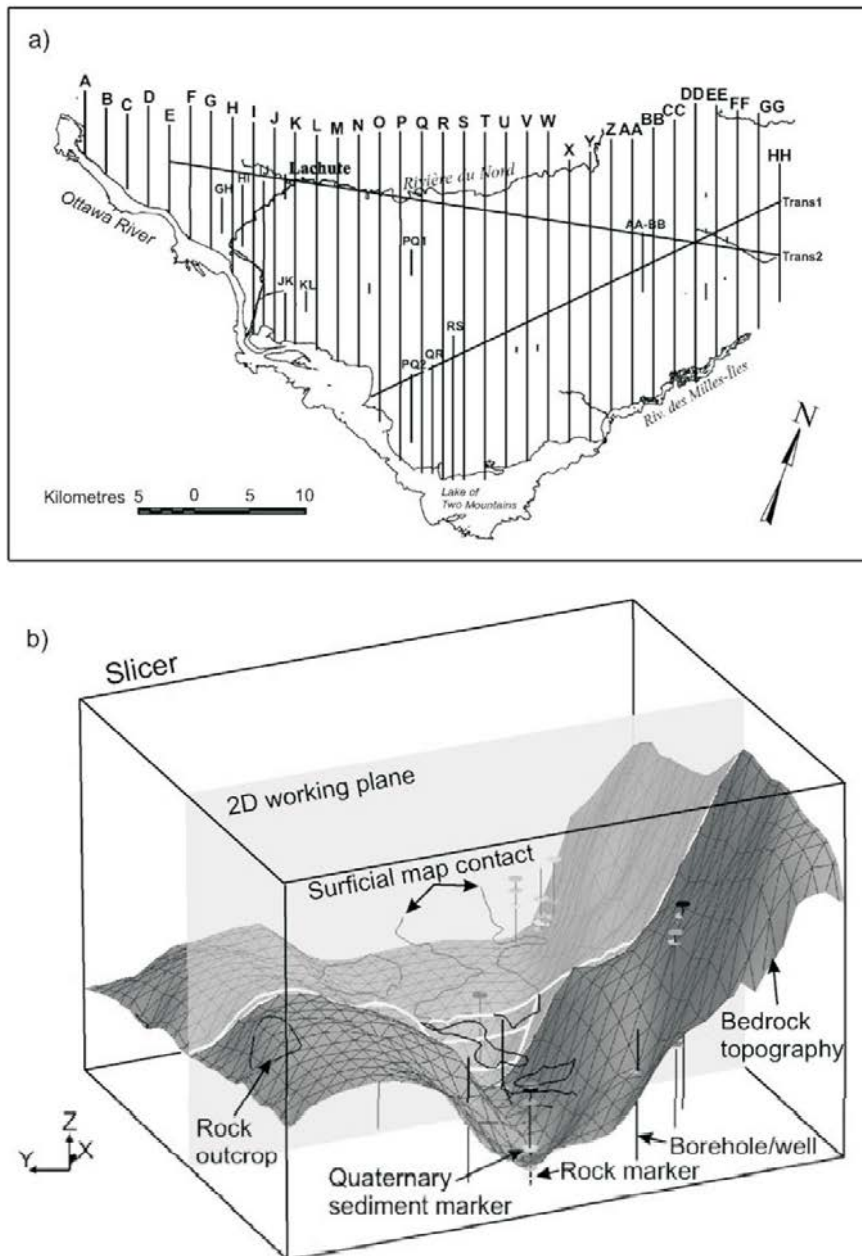 a)
A B C D E F G H I J K L M N O P Q R S T U V W X Y Z AA BB CC DD EE FF GG
HH
Lachute
Rivière du Nord
GH HI IJ
Trans1
Ottawa River
AA-BB
PQ1
Trans2
JK KL
RS
QR
PQ2
Riv. des Milles-Îles
N
Kilometres 5 0 5 10
Lake of
Two Mountains
b)
Slicer
2D working plane
Surficial map contact
Bedrock
topography
Rock
outcrop
Borehole/well
Quaternary
sediment marker
Rock marker
Z
Y X